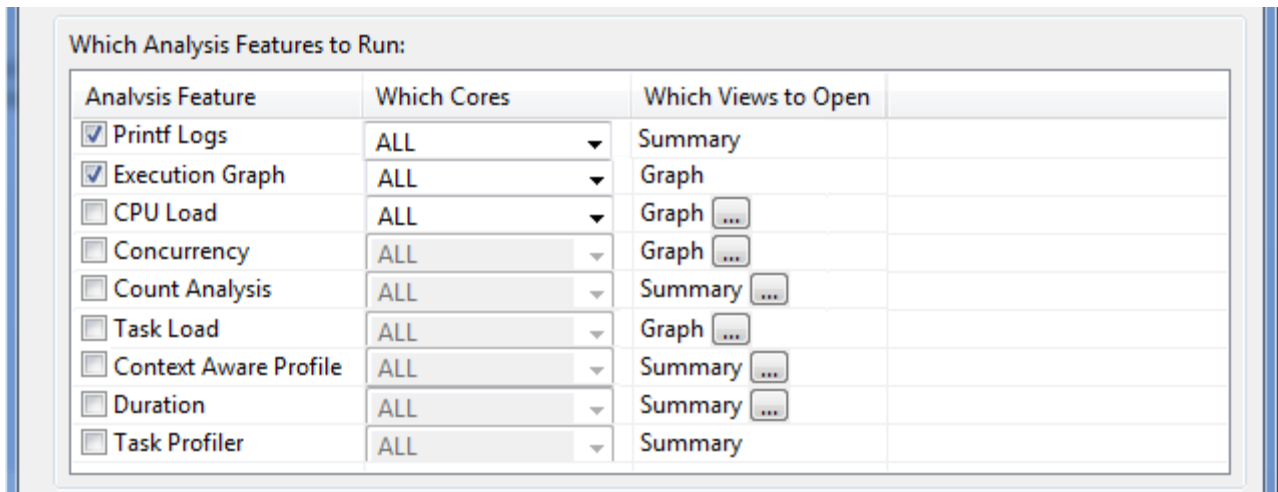 Which Analysis Features to Run:
Analysis Feature Which Cores Which Views to Open
Printf Logs ALL Summary
Execution Graph ALL Graph
CPU Load ALL Graph ...
Concurrency ALL Graph ...
Count Analysis ALL Summary ...
Task Load ALL Graph ...
Context Aware Profile ALL Summary ...
Duration ALL Summary ...
Task Profiler ALL Summary